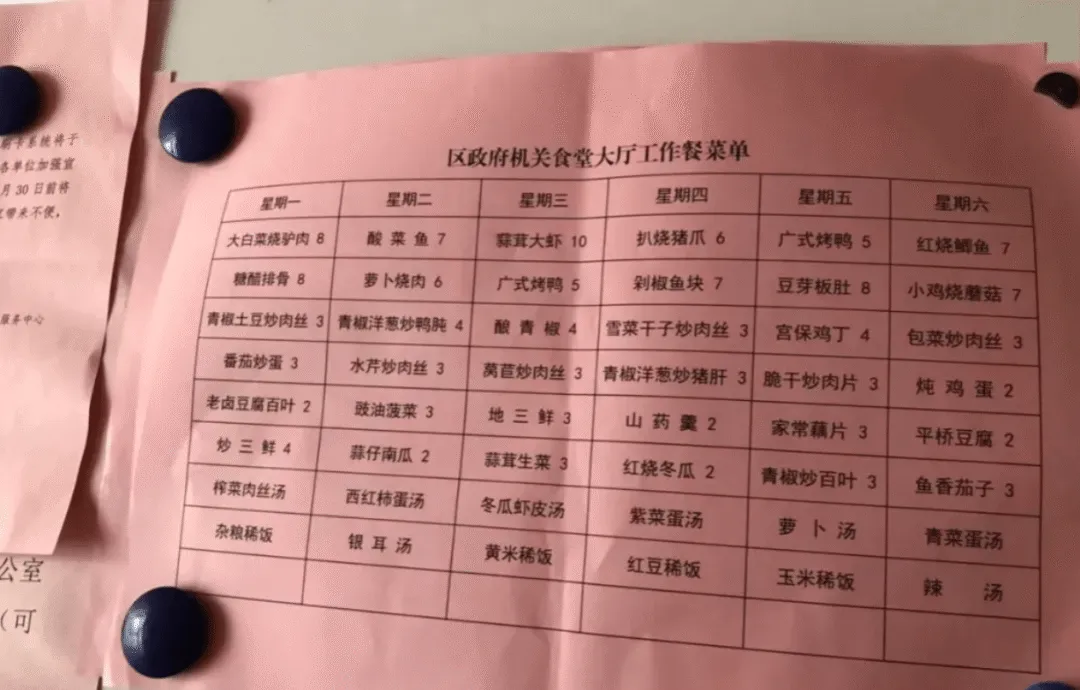 刷卡系统将于
各单位加强宣
月 30 日前将
带来不便,
服务中心
公室
(可
区政府机关食堂大厅工作餐菜单
星期一 星期二 星期三 星期四 星期五 星期六
大白菜烧驴肉 8 酸菜鱼 7 蒜茸大虾 10 扒烧猪爪 6 广式烤鸭 5 红烧鲫鱼 7
糖醋排骨 8 萝卜烧肉 6 广式烤鸭 5 剁椒鱼块 7 豆芽板肚 8 小鸡烧蘑菇 7
青椒土豆炒肉丝 3 青椒洋葱炒鸭肫 4 酿青椒 4 雪菜干子炒肉丝 3 宫保鸡丁 4 包菜炒肉丝 3
番茄炒蛋 3 水芹炒肉丝 3 莴苣炒肉丝 3 青椒洋葱炒猪肝 3 脆干炒肉片 3 炖鸡蛋 2
老卤豆腐百叶 2 豉油菠菜 3 地三鲜 3 山药羹 2 家常藕片 3 平桥豆腐 2
炒三鲜 4 蒜仔南瓜 2 蒜茸生菜 3 红烧冬瓜 2 青椒炒百叶 3 鱼香茄子 3
榨菜肉丝汤 西红柿蛋汤 冬瓜虾皮汤 紫菜蛋汤 萝卜汤 青菜蛋汤
杂粮稀饭 银耳汤 黄米稀饭 红豆稀饭 玉米稀饭 辣汤